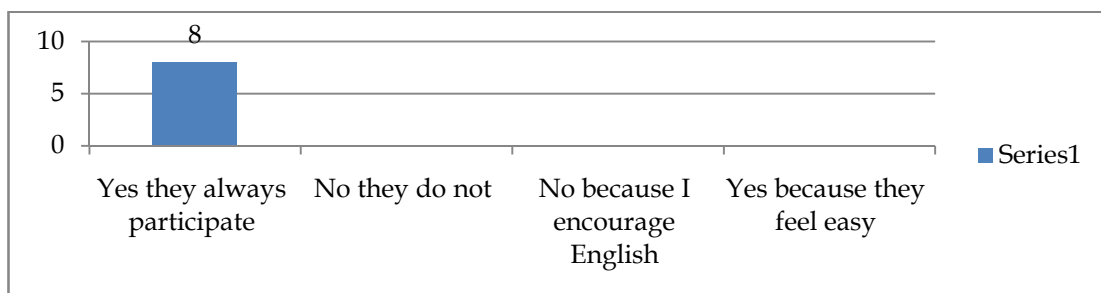 10
8
5
0
Yes they always
participate
No they do not
No because I
encourage
English
Yes because they
feel easy
Series1